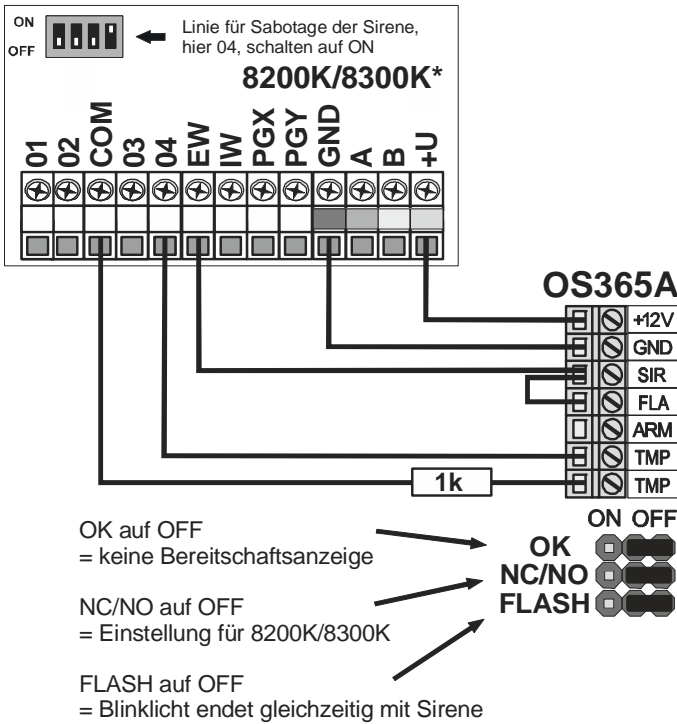 ON
OFF
Linie für Sabotage der Sirene,
hier 04, schalten auf ON
8200K/8300K*
01 02 COM 03 04 EW IW PGX PGY GND A B +U
OS365A
+12V
GND
SIR
FLA
ARM
TMP
TMP
1k
ON OFF
OK
NC/NO
FLASH
OK auf OFF
= keine Bereitschaftsanzeige
NC/NO auf OFF
= Einstellung für 8200K/8300K
FLASH auf OFF
= Blinklicht endet gleichzeitig mit Sirene